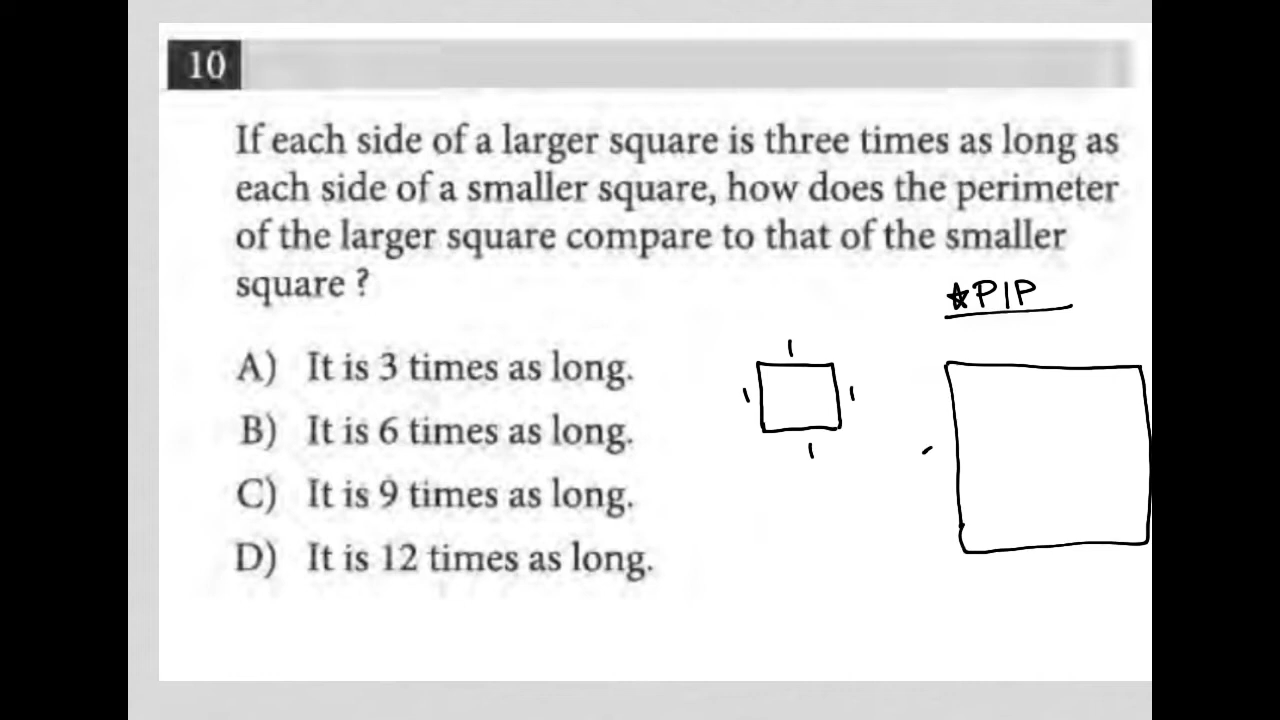 10
If each side of a larger square is three times as long as
each side of a smaller square, how does the perimeter
of the larger square compare to that of the smaller
square ?
☆PIP
A) It is 3 times as long.
B) It is 6 times as long.
C) It is 9 times as long.
D) It is 12 times as long.
1
1 1
1